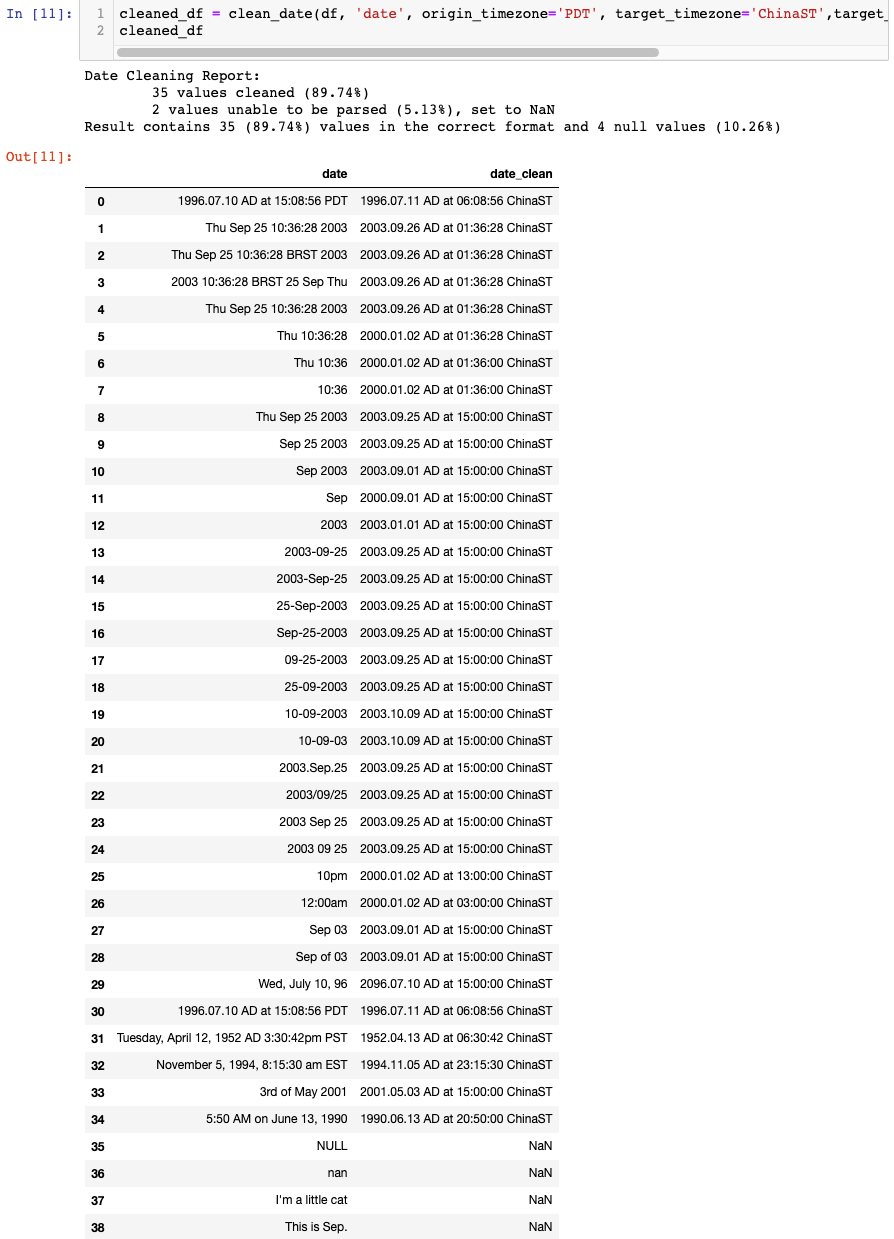 In [11]: 1 cleaned_df = clean_date(df, 'date', origin_timezone='PDT', target_timezone='ChinaST',target_
2 cleaned_df
Date Cleaning Report:
35 values cleaned (89.74%)
2 values unable to be parsed (5.13%), set to NaN
Result contains 35 (89.74%) values in the correct format and 4 null values (10.26%)
Out[11]:
date date_clean
0 1996.07.10 AD at 15:08:56 PDT 1996.07.11 AD at 06:08:56 ChinaST
1 Thu Sep 25 10:36:28 2003 2003.09.26 AD at 01:36:28 ChinaST
2 Thu Sep 25 10:36:28 BRST 2003 2003.09.26 AD at 01:36:28 ChinaST
3 2003 10:36:28 BRST 25 Sep Thu 2003.09.26 AD at 01:36:28 ChinaST
4 Thu Sep 25 10:36:28 2003 2003.09.26 AD at 01:36:28 ChinaST
5 Thu 10:36:28 2000.01.02 AD at 01:36:28 ChinaST
6 Thu 10:36 2000.01.02 AD at 01:36:00 ChinaST
7 10:36 2000.01.02 AD at 01:36:00 ChinaST
8 Thu Sep 25 2003 2003.09.25 AD at 15:00:00 ChinaST
9 Sep 25 2003 2003.09.25 AD at 15:00:00 ChinaST
10 Sep 2003 2003.09.01 AD at 15:00:00 ChinaST
11 Sep 2000.09.01 AD at 15:00:00 ChinaST
12 2003 2003.01.01 AD at 15:00:00 ChinaST
13 2003-09-25 2003.09.25 AD at 15:00:00 ChinaST
14 2003-Sep-25 2003.09.25 AD at 15:00:00 ChinaST
15 25-Sep-2003 2003.09.25 AD at 15:00:00 ChinaST
16 Sep-25-2003 2003.09.25 AD at 15:00:00 ChinaST
17 09-25-2003 2003.09.25 AD at 15:00:00 ChinaST
18 25-09-2003 2003.09.25 AD at 15:00:00 ChinaST
19 10-09-2003 2003.10.09 AD at 15:00:00 ChinaST
20 10-09-03 2003.10.09 AD at 15:00:00 ChinaST
21 2003.Sep.25 2003.09.25 AD at 15:00:00 ChinaST
22 2003/09/25 2003.09.25 AD at 15:00:00 ChinaST
23 2003 Sep 25 2003.09.25 AD at 15:00:00 ChinaST
24 2003 09 25 2003.09.25 AD at 15:00:00 ChinaST
25 10pm 2000.01.02 AD at 13:00:00 ChinaST
26 12:00am 2000.01.02 AD at 03:00:00 ChinaST
27 Sep 03 2003.09.01 AD at 15:00:00 ChinaST
28 Sep of 03 2003.09.01 AD at 15:00:00 ChinaST
29 Wed, July 10, 96 2096.07.10 AD at 15:00:00 ChinaST
30 1996.07.10 AD at 15:08:56 PDT 1996.07.11 AD at 06:08:56 ChinaST
31 Tuesday, April 12, 1952 AD 3:30:42pm PST 1952.04.13 AD at 06:30:42 ChinaST
32 November 5, 1994, 8:15:30 am EST 1994.11.05 AD at 23:15:30 ChinaST
33 3rd of May 2001 2001.05.03 AD at 15:00:00 ChinaST
34 5:50 AM on June 13, 1990 1990.06.13 AD at 20:50:00 ChinaST
35 NULL NaN
36 nan NaN
37 I'm a little cat NaN
38 This is Sep. NaN